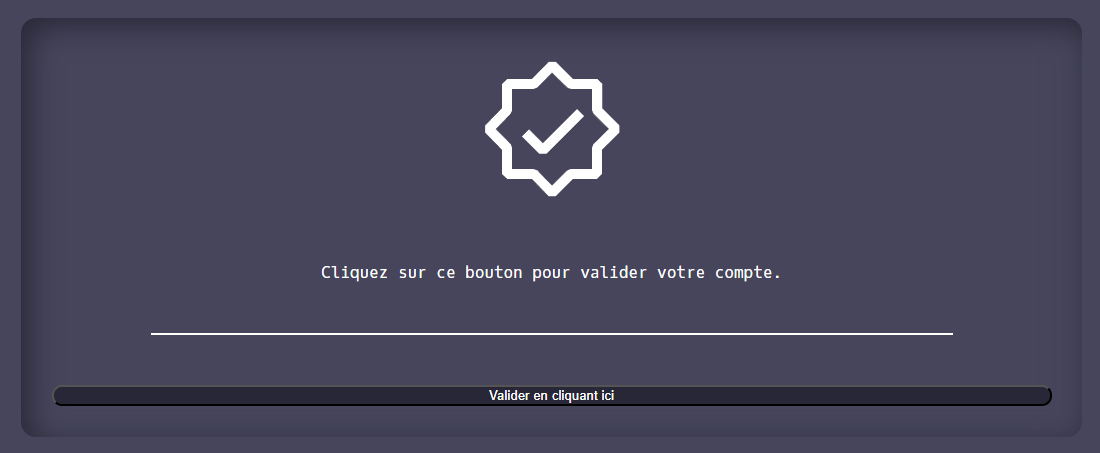 Cliquez sur ce bouton pour valider votre compte.
Valider en cliquant ici